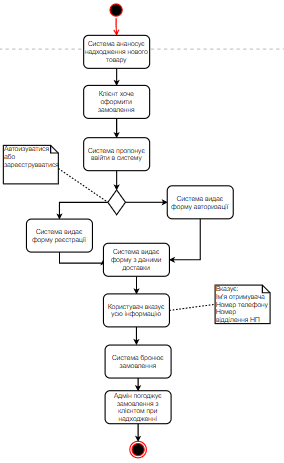 Система анонсує
надходження нового
товару
Клієнт хоче
оформити
замовлення
Система пропонує
ввійти в систему
Автоизуватися
або
зареєструвватися
Система видає
форму авторизації
Система видає
форму реєстрації
Система видає
форму з даними
доставки
Користувач вказує
усю інформацію
Вказує:
Ім'я отримувача
Номер телефону
Номер
відділення НП
Система бронює
замовлення
Адмін погоджує
замовлення з
клієнтом при
надходженні